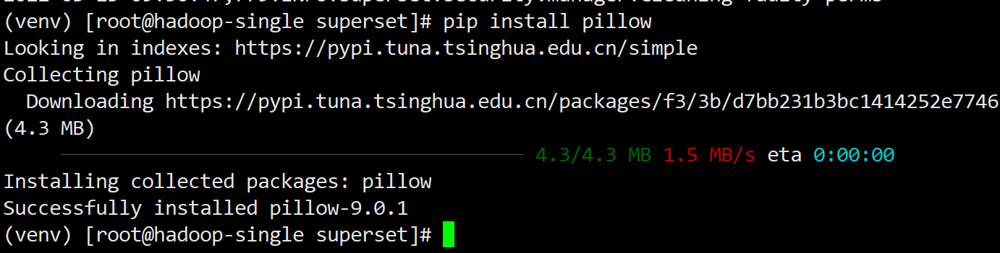 (venv) [root@hadoop-single superset]# pip install pillow
Looking in indexes: https://pypi.tuna.tsinghua.edu.cn/simple
Collecting pillow
  Downloading https://pypi.tuna.tsinghua.edu.cn/packages/f3/3b/d7bb231b3bc1414252e7746
(4.3 MB)
4.3/4.3 MB 1.5 MB/s eta 0:00:00
Installing collected packages: pillow
Successfully installed pillow-9.0.1
(venv) [root@hadoop-single superset]#